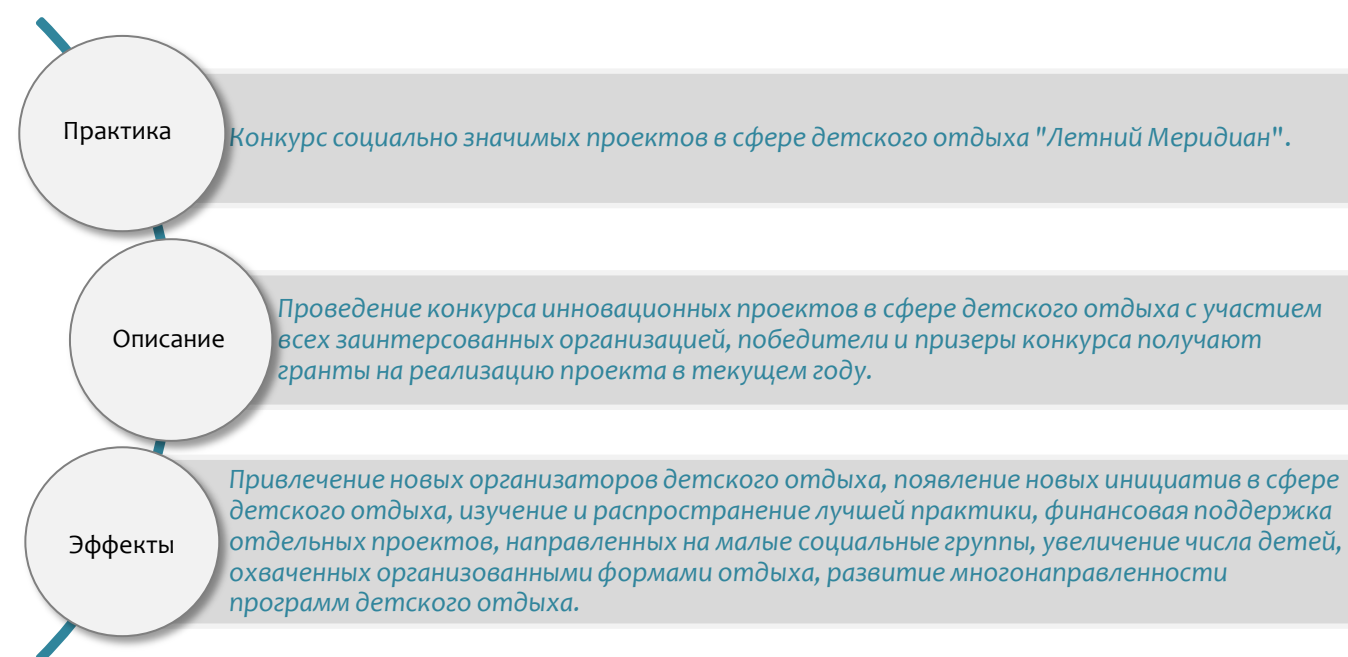 Практика
Конкурс социально значимых проектов в сфере детского отдыха "Летний Меридиан".
Описание
Проведение конкурса инновационных проектов в сфере детского отдыха с участием
всех заинтерсованных организацией, победители и призеры конкурса получают
гранты на реализацию проекта в текущем году.
Эффекты
Привлечение новых организаторов детского отдыха, появление новых инициатив в сфере
детского отдыха, изучение и распространение лучшей практики, финансовая поддержка
отдельных проектов, направленных на малые социальные группы, увеличение числа детей,
охваченных организованными формами отдыха, развитие многонаправленности
программ детского отдыха.